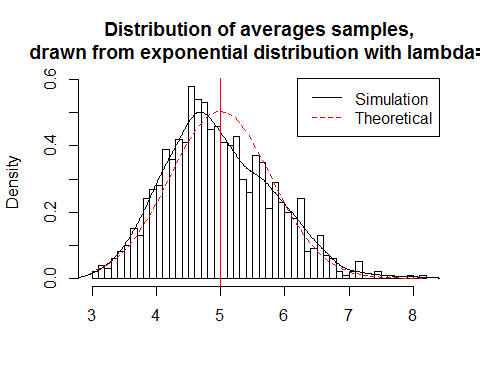 Distribution of averages samples,
drawn from exponential distribution with lambda=
Simulation
Theoretical
Density
0.0
0.2
0.4
0.6
3
4
5
6
7
8